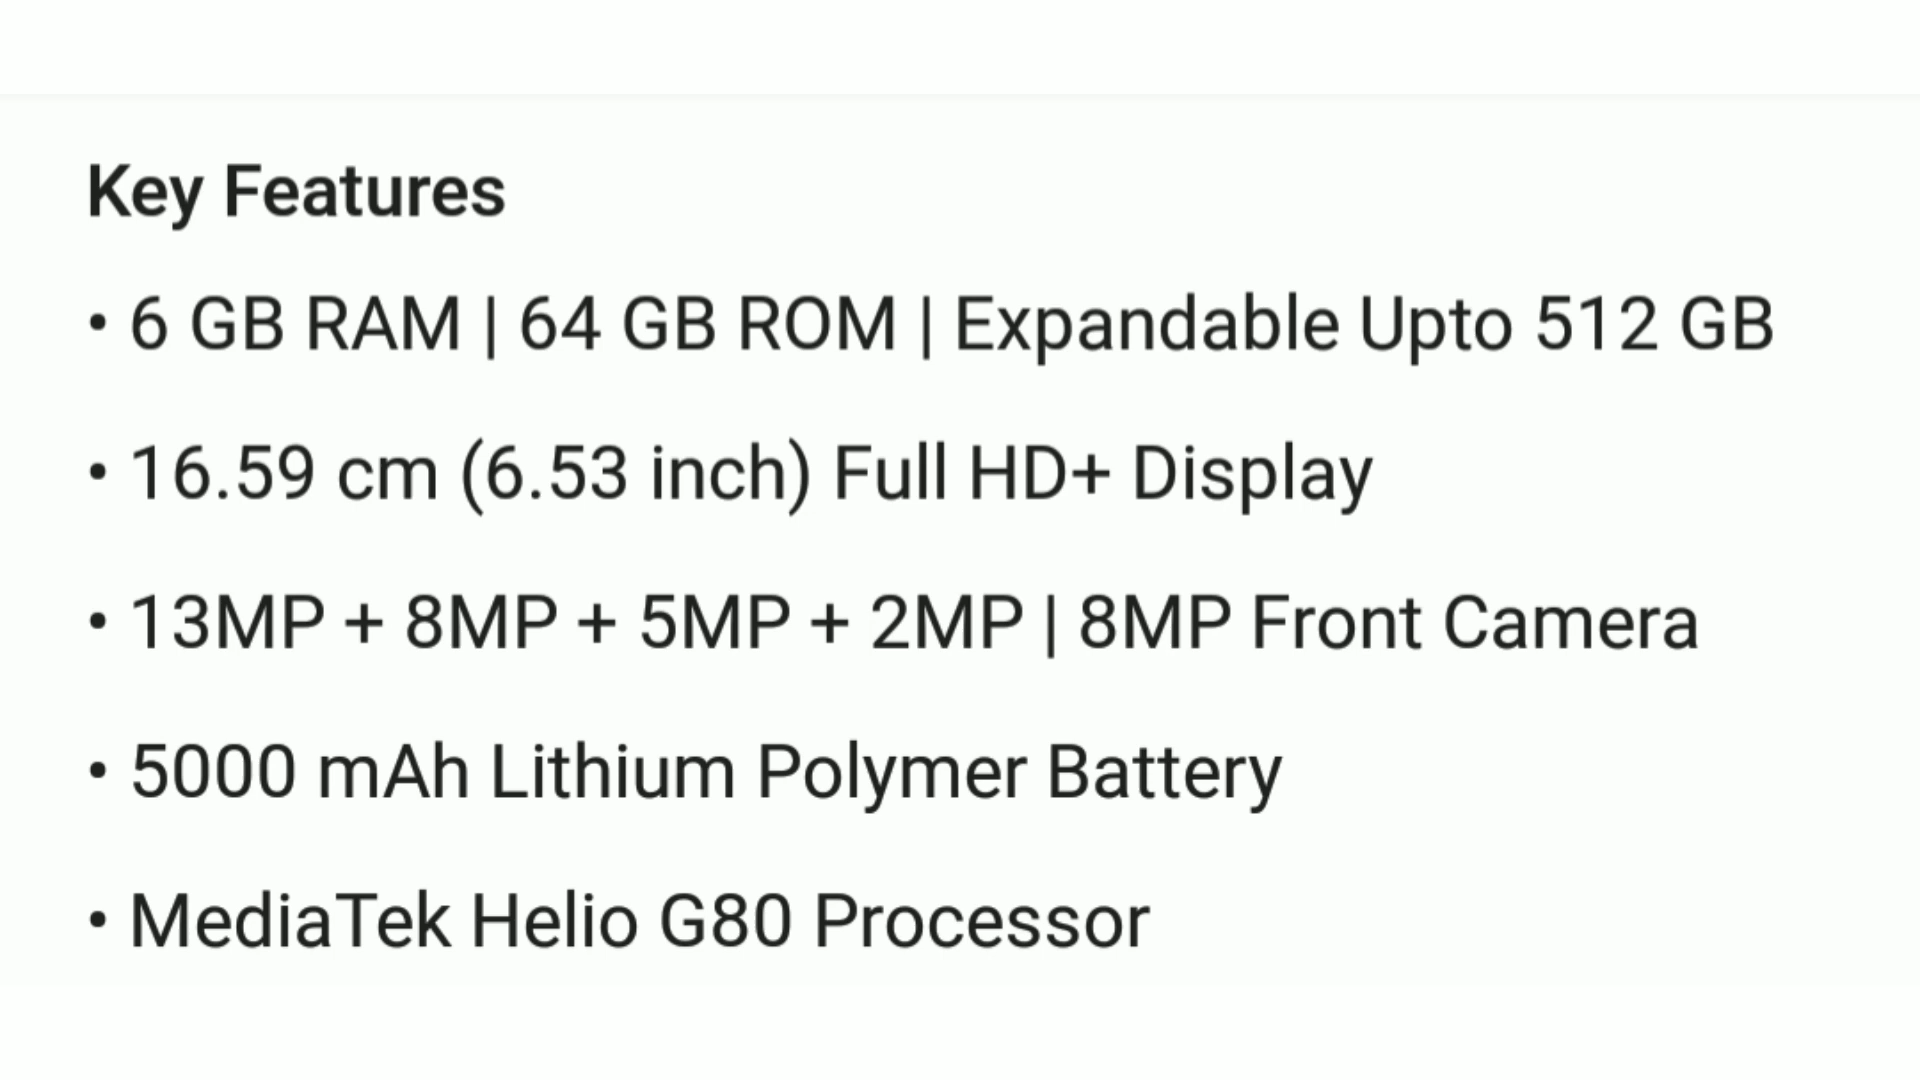 Key Features
• 6 GB RAM | 64 GB ROM | Expandable Upto 512 GB
• 16.59 cm (6.53 inch) Full HD+ Display
• 13MP + 8MP + 5MP + 2MP | 8MP Front Camera
• 5000 mAh Lithium Polymer Battery
• MediaTek Helio G80 Processor